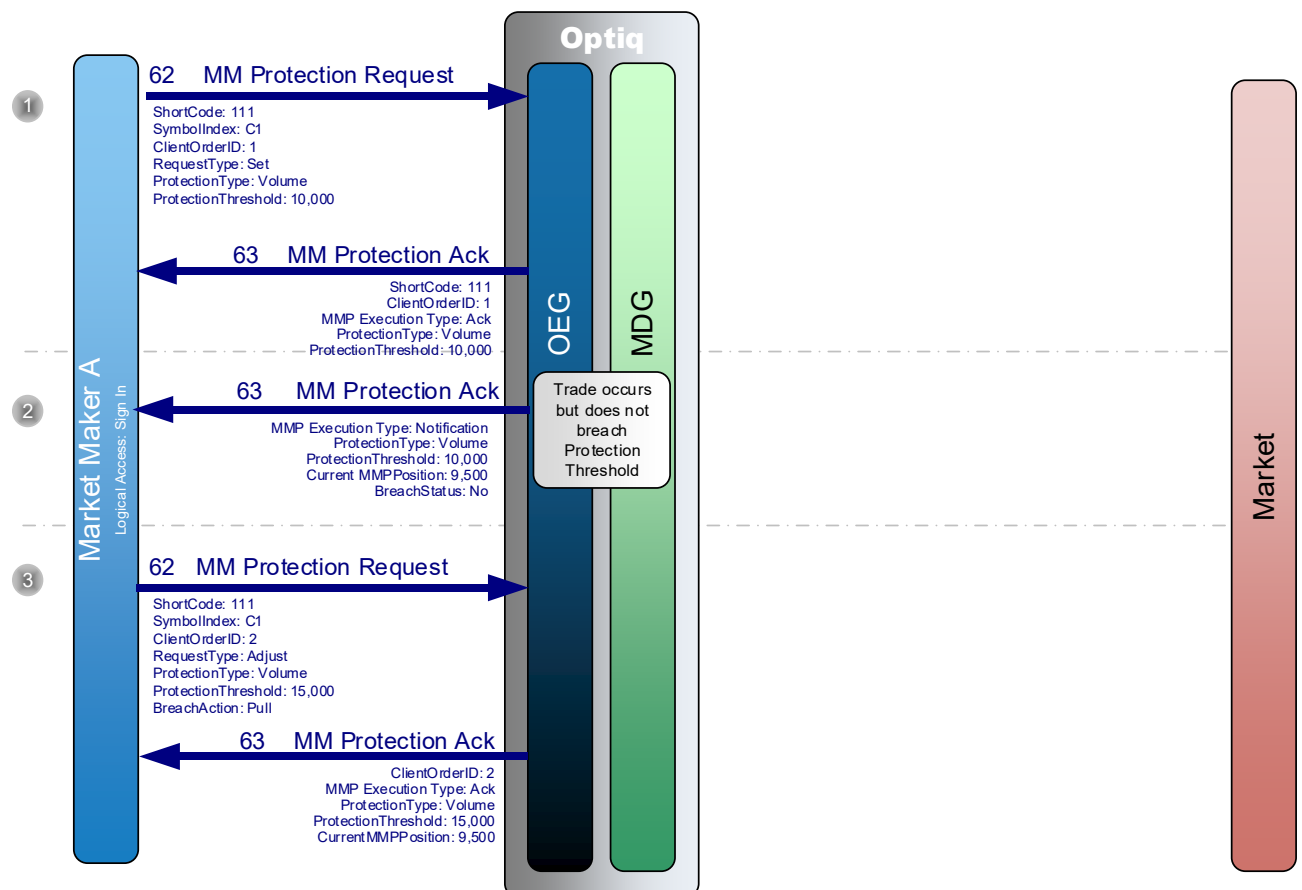 Optiq
1
62 MM Protection Request
ShortCode: 111
SymbolIndex: C1
ClientOrderID: 1
RequestType: Set
ProtectionType: Volume
ProtectionThreshold: 10,000
63 MM Protection Ack
ShortCode: 111
ClientOrderID: 1
MMP Execution Type: Ack
ProtectionType: Volume
ProtectionThreshold: 10,000
Market Maker A
Logical Access: Sign In
OEG
MDG
Market
2
63 MM Protection Ack
MMP Execution Type: Notification
ProtectionType: Volume
ProtectionThreshold: 10,000
Current MMPPosition: 9,500
BreachStatus: No
Trade occurs
but does not
breach
Protection
Threshold
3
62 MM Protection Request
ShortCode: 111
SymbolIndex: C1
ClientOrderID: 2
RequestType: Adjust
ProtectionType: Volume
ProtectionThreshold: 15,000
BreachAction: Pull
63 MM Protection Ack
ClientOrderID: 2
MMP Execution Type: Ack
ProtectionType: Volume
ProtectionThreshold: 15,000
CurrentMMPPosition: 9,500